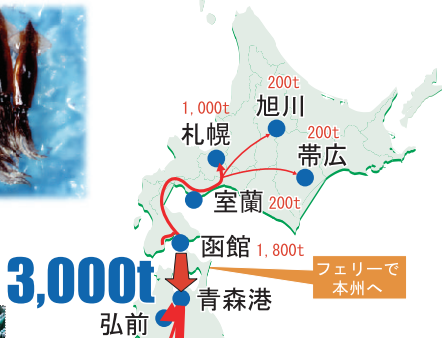 200t
旭川
1,000t
札幌
200t
帯広
室蘭
200t
函館
1,800t
3,000t
フェリーで
本州へ
青森港
弘前